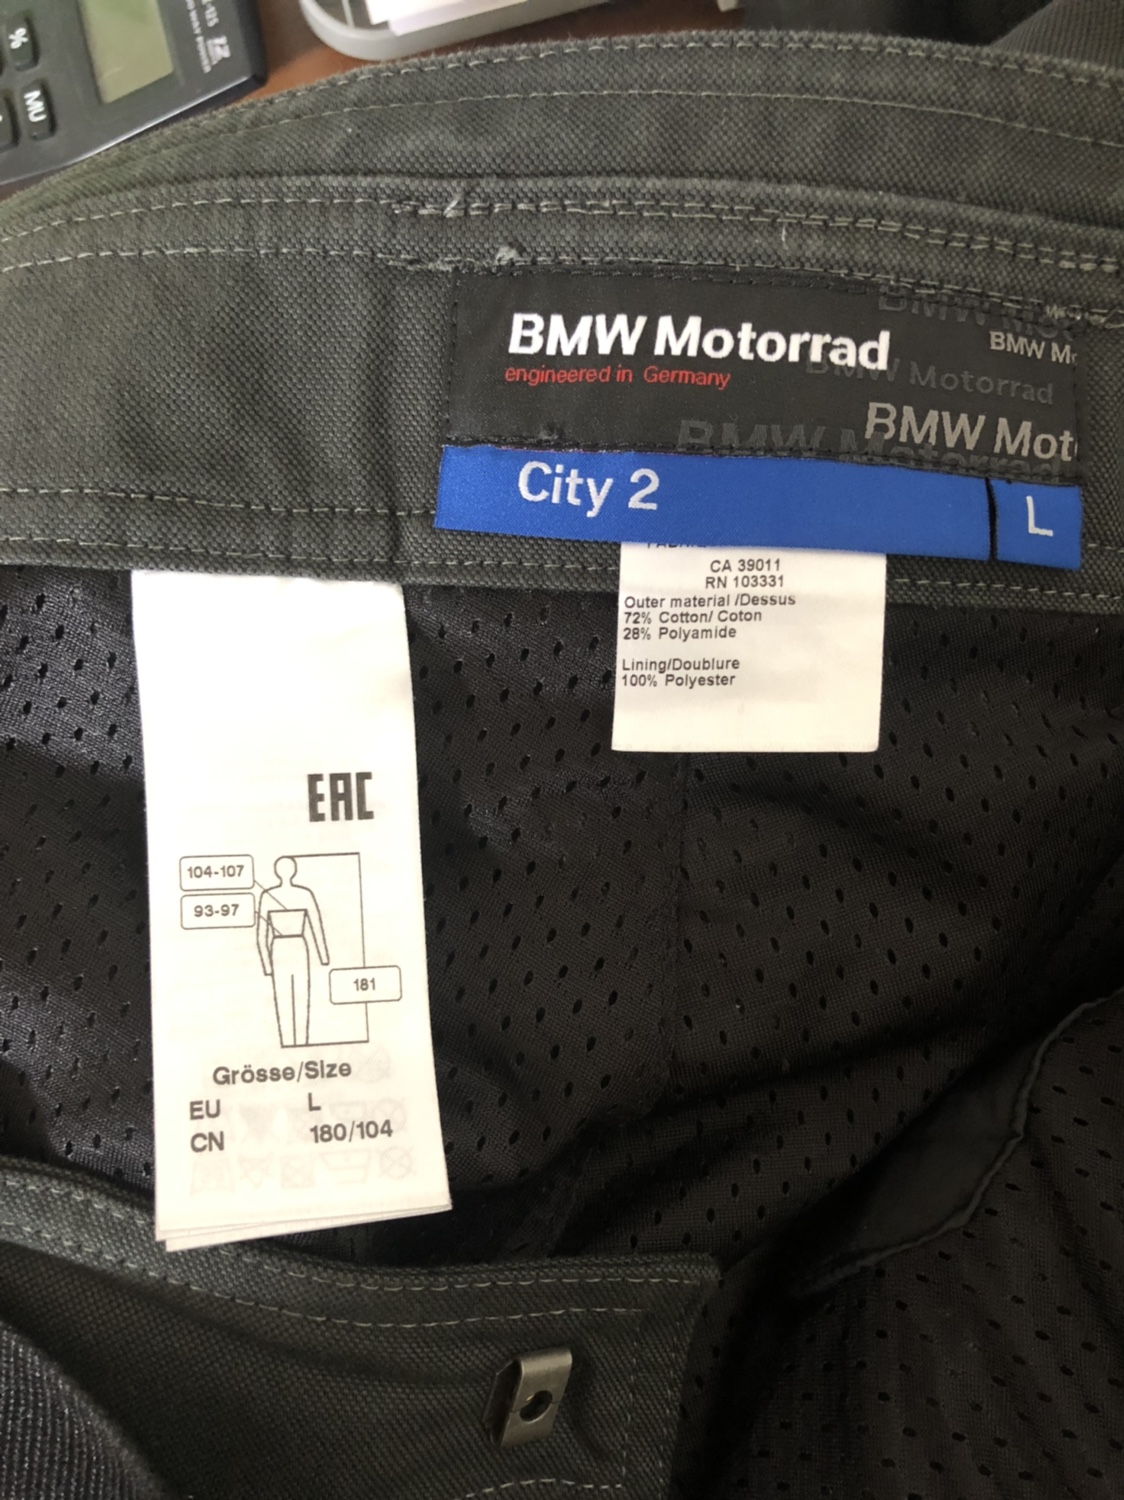 %
MU
BMW Motorrad
engineered in Germany
BMW M
BMW Motorrad
BMW Mot
City 2
L
CA 39011
RN 103331
Outer material /Dessus
72% Cotton/ Coton
28% Polyamide
Lining/Doublure
100% Polyester
EAC
104-107
93-97
181
Grösse/Size
EU L
CN 180/104